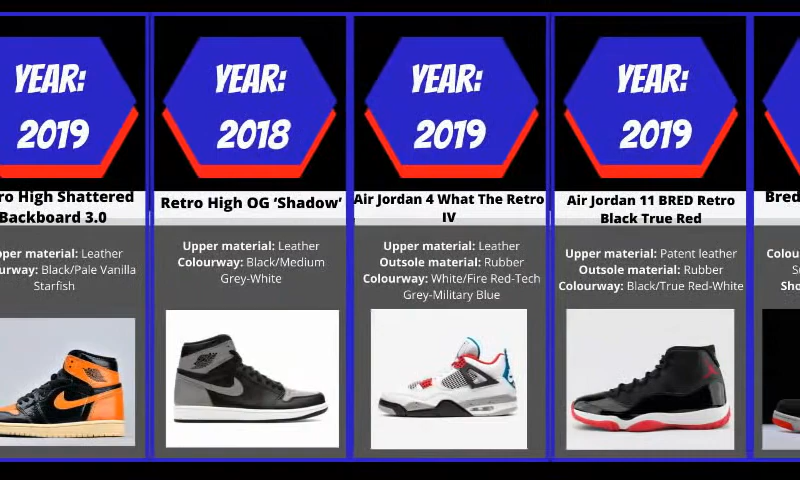 YEAR:
2019
ro High Shattered
Backboard 3.0
per material: Leather
urway: Black/Pale Vanilla
Starfish
YEAR:
2018
Retro High OG ‘Shadow’
Upper material: Leather
Colourway: Black/Medium
Grey-White
YEAR:
2019
Air Jordan 4 What The Retro
IV
Upper material: Leather
Outsole material: Rubber
Colourway: White/Fire Red-Tech
Grey-Military Blue
YEAR:
2019
Air Jordan 11 BRED Retro
Black True Red
Upper material: Patent leather
Outsole material: Rubber
Colourway: Black/True Red-White
Bred
Colou
Sho